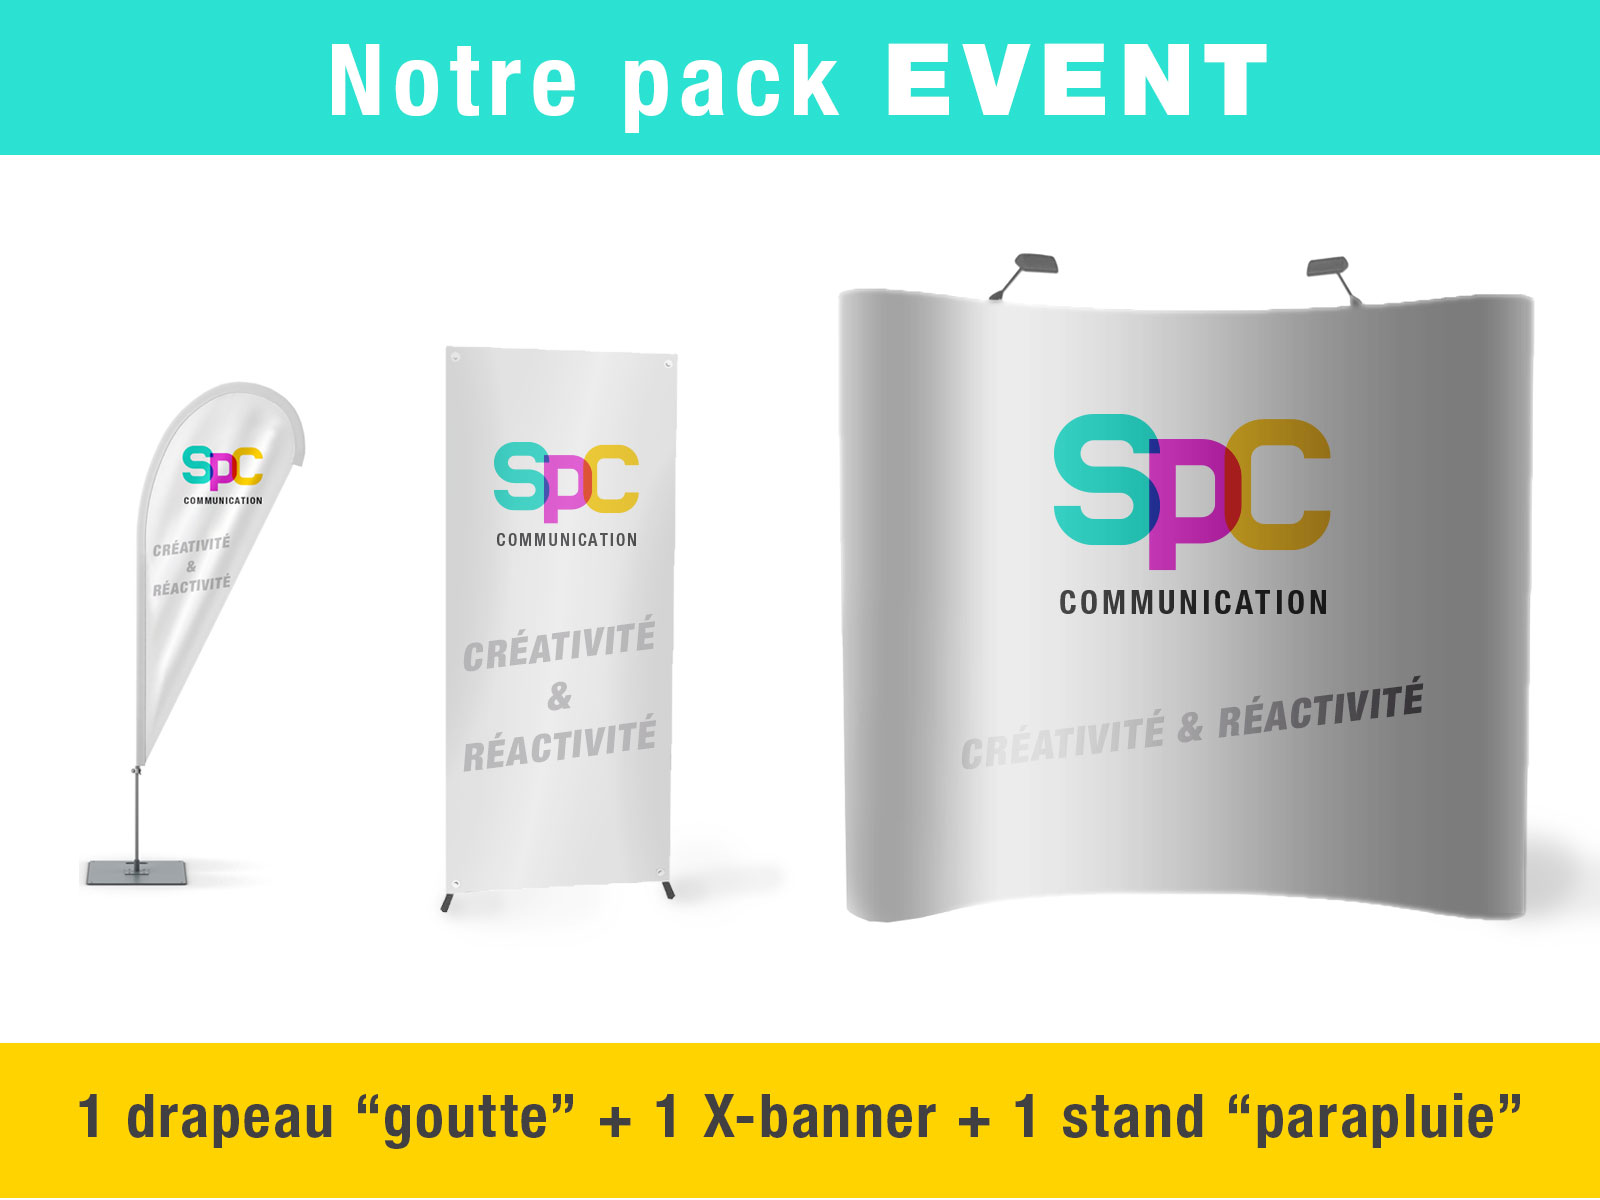 Notre pack EVENT
SpC
COMMUNICATION
CRÉATIVITÉ
&
RÉACTIVITÉ
SpC
COMMUNICATION
CRÉATIVITÉ
&
RÉACTIVITÉ
SpC
COMMUNICATION
CRÉATIVITÉ & RÉACTIVITÉ
1 drapeau “goutte” + 1 X-banner + 1 stand “parapluie”